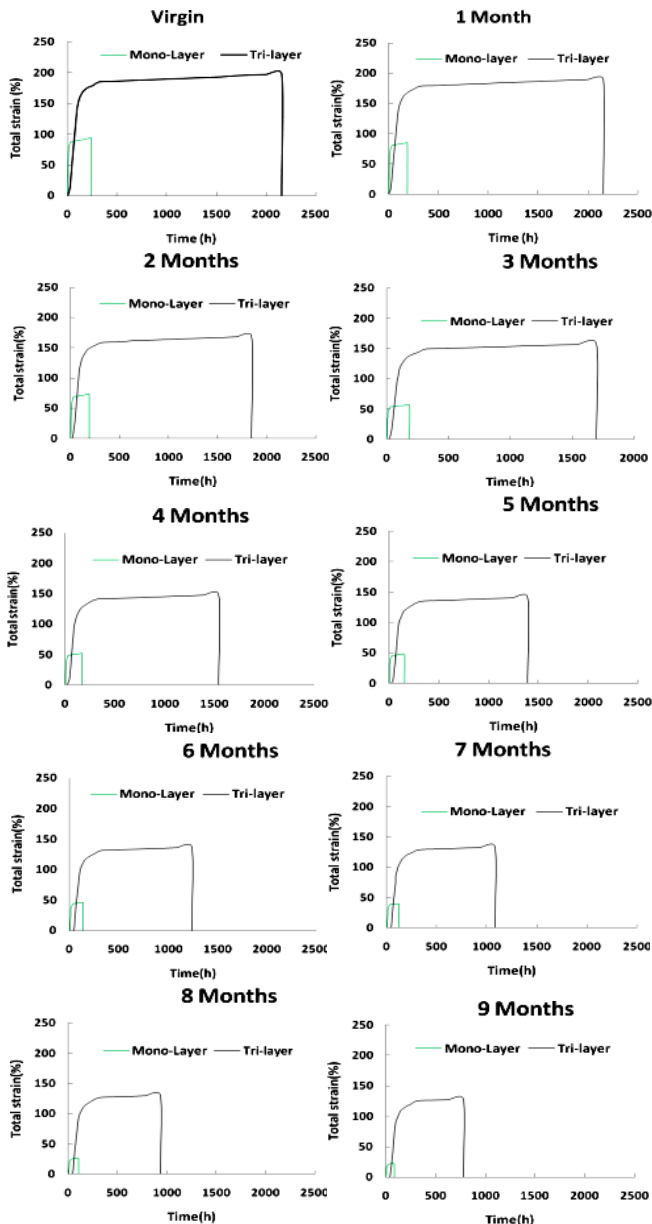 Virgin
Mono-Layer Tri-layer
Total strain (%)
250
200
150
100
50
0
0 500 1000 1500 2000 2500
Time (h)
1 Month
Mono-layer Tri-layer
Total strain (%)
250
200
150
100
50
0
0 500 1000 1500 2000 2500
Time (h)
2 Months
Mono-Layer Tri-layer
Total strain(%)
250
200
150
100
50
0
0 500 1000 1500 2000 2500
Time(h)
3 Months
Mono-Layer Tri-layer
Total strain(%)
250
200
150
100
50
0
0 500 1000 1500 2000
Time(h)
4 Months
Mono-Layer Tri-layer
Total strain(%)
250
200
150
100
50
0
0 500 1000 1500 2000 2500
Time(h)
5 Months
Mono-Layer Tri-layer
Total strain(%)
250
200
150
100
50
0
0 500 1000 1500 2000 2500
Time(h)
6 Months
Mono-Layer Tri-layer
Total strain(%)
250
200
150
100
50
0
0 500 1000 1500 2000 2500
Time(h)
7 Months
Mono-Layer Tri-layer
Total strain(%)
250
200
150
100
50
0
0 500 1000 1500 2000 2500
Time(h)
8 Months
Mono-Layer Tri-layer
Total strain(%)
250
200
150
100
50
0
0 500 1000 1500 2000 2500
Time(h)
9 Months
Mono-Layer Tri-layer
Total strain(%)
250
200
150
100
50
0
0 500 1000 1500 2000 2500
Time(h)